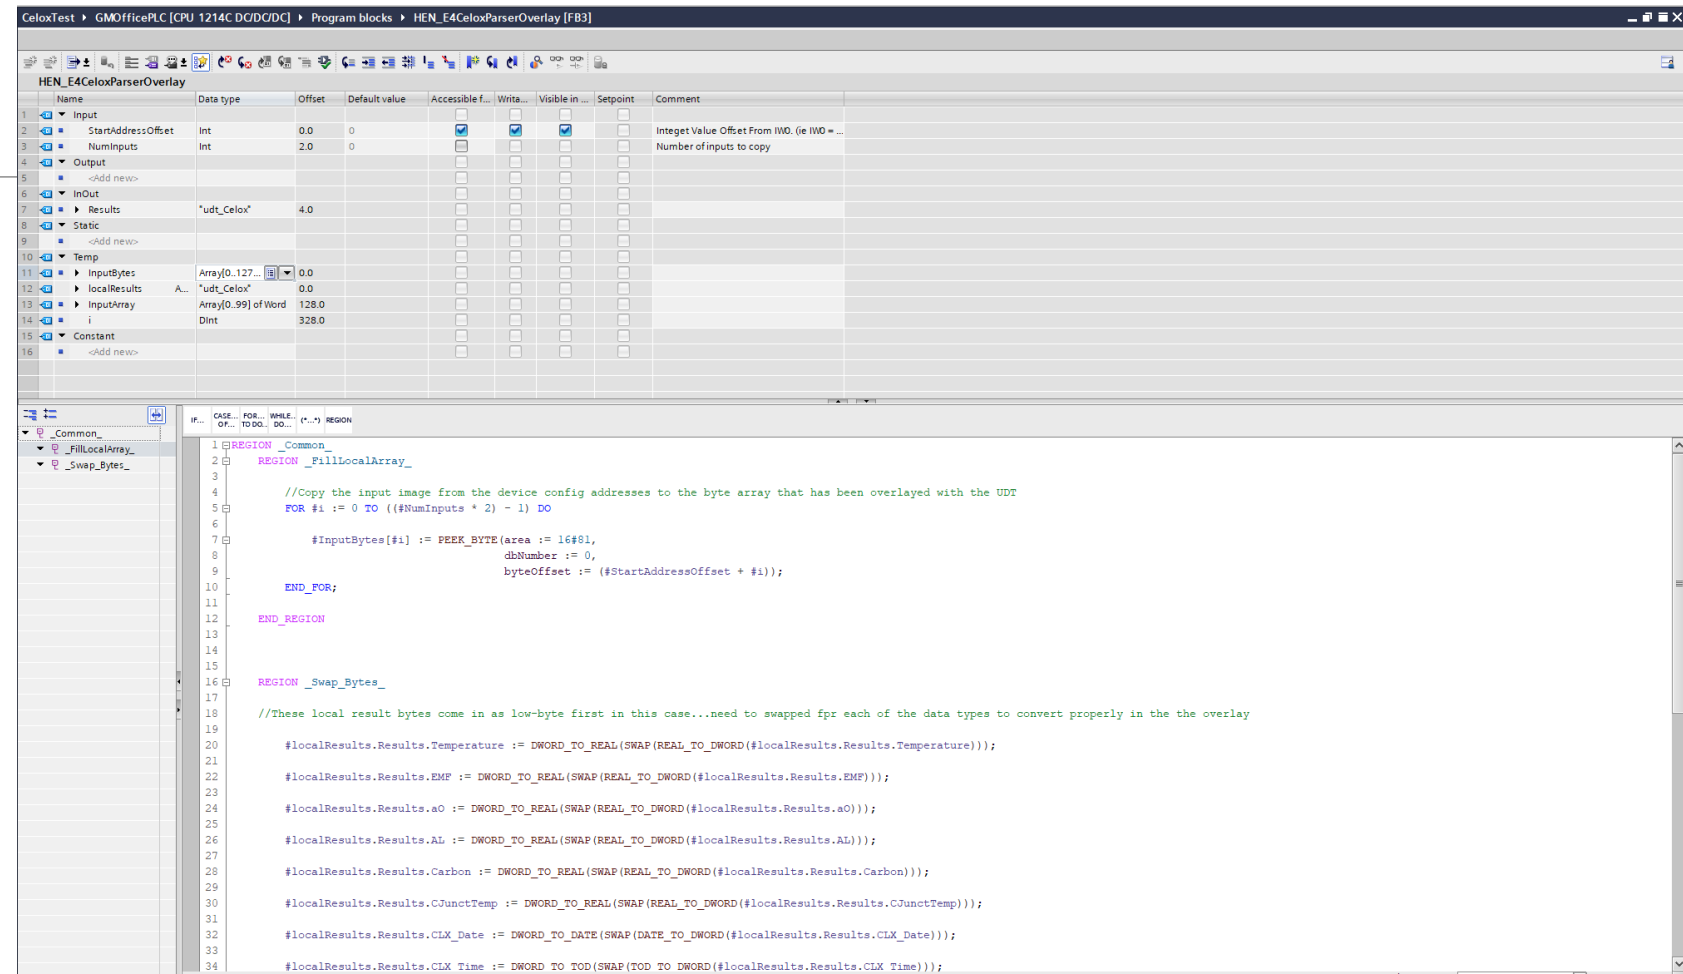 CeloxTest ▸ GMOfficePLC [CPU 1214C DC/DC/DC] ▸ Program blocks ▸ HEN_E4CeloxParserOverlay [FB3]
HEN_E4CeloxParserOverlay
Name Data type Offset Default value Accessible f... Writa... Visible in ... Setpoint Comment
1 Input
2 StartAddressOffset Int 0.0 0 Integet Value Offset From IW0. (ie IW0 = ...
3 NumInputs Int 2.0 0 Number of inputs to copy
4 Output
5 <Add new>
6 InOut
7 Results "udt_Celox" 4.0
8 Static
9 <Add new>
10 Temp
11 InputBytes Array[0..127... 0.0
12 localResults A... "udt_Celox" 0.0
13 InputArray Array[0..99] of Word 128.0
14 i DInt 328.0
15 Constant
16 <Add new>
IF... CASE... OF... FOR... TO DO... WHILE... DO... (*...*) REGION
_Common_
_FillLocalArray_
_Swap_Bytes_
1 REGION _Common_
2 REGION _FillLocalArray_
3
4 //Copy the input image from the device config addresses to the byte array that has been overlayed with the UDT
5 FOR #i := 0 TO ((#NumInputs * 2) - 1) DO
6
7 #InputBytes[#i] := PEEK_BYTE(area := 16#81,
8 dbNumber := 0,
9 byteOffset := (#StartAddressOffset + #i));
10 END_FOR;
11
12 END_REGION
13
14
15
16 REGION _Swap_Bytes_
17
18 //These local result bytes come in as low-byte first in this case...need to swapped fpr each of the data types to convert properly in the the overlay
19
20 #localResults.Results.Temperature := DWORD_TO_REAL(SWAP(REAL_TO_DWORD(#localResults.Results.Temperature)));
21
22 #localResults.Results.EMF := DWORD_TO_REAL(SWAP(REAL_TO_DWORD(#localResults.Results.EMF)));
23
24 #localResults.Results.aO := DWORD_TO_REAL(SWAP(REAL_TO_DWORD(#localResults.Results.aO)));
25
26 #localResults.Results.AL := DWORD_TO_REAL(SWAP(REAL_TO_DWORD(#localResults.Results.AL)));
27
28 #localResults.Results.Carbon := DWORD_TO_REAL(SWAP(REAL_TO_DWORD(#localResults.Results.Carbon)));
29
30 #localResults.Results.CJunctTemp := DWORD_TO_REAL(SWAP(REAL_TO_DWORD(#localResults.Results.CJunctTemp)));
31
32 #localResults.Results.CLX_Date := DWORD_TO_DATE(SWAP(DATE_TO_DWORD(#localResults.Results.CLX_Date)));
33
34 #localResults.Results.CLX_Time := DWORD_TO_TOD(SWAP(TOD_TO_DWORD(#localResults.Results.CLX_Time)));